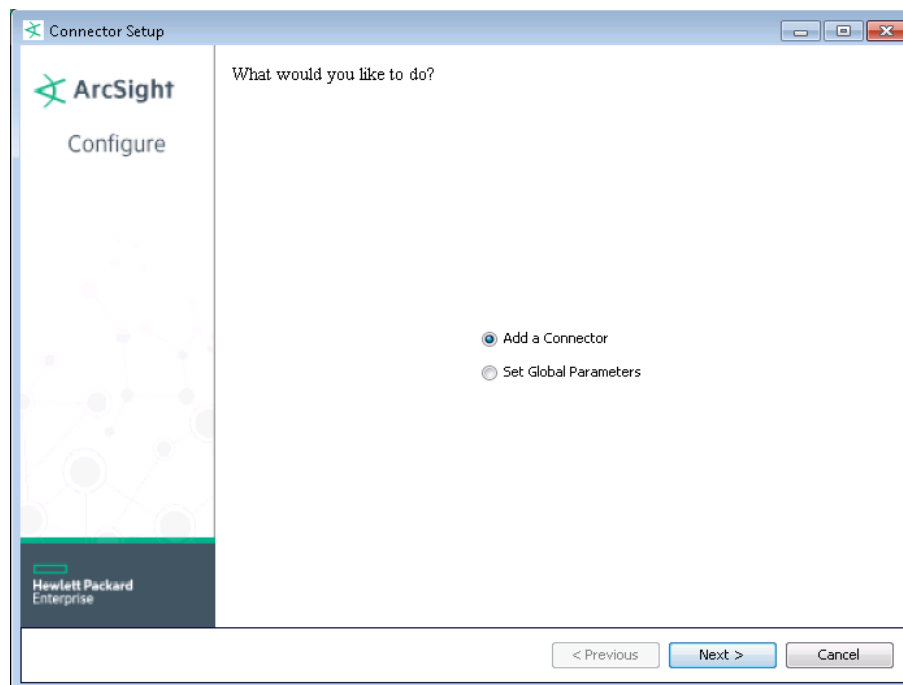 Connector Setup
ArcSight
Configure
What would you like to do?
Add a Connector
Set Global Parameters
Hewlett Packard
Enterprise
< Previous
Next >
Cancel